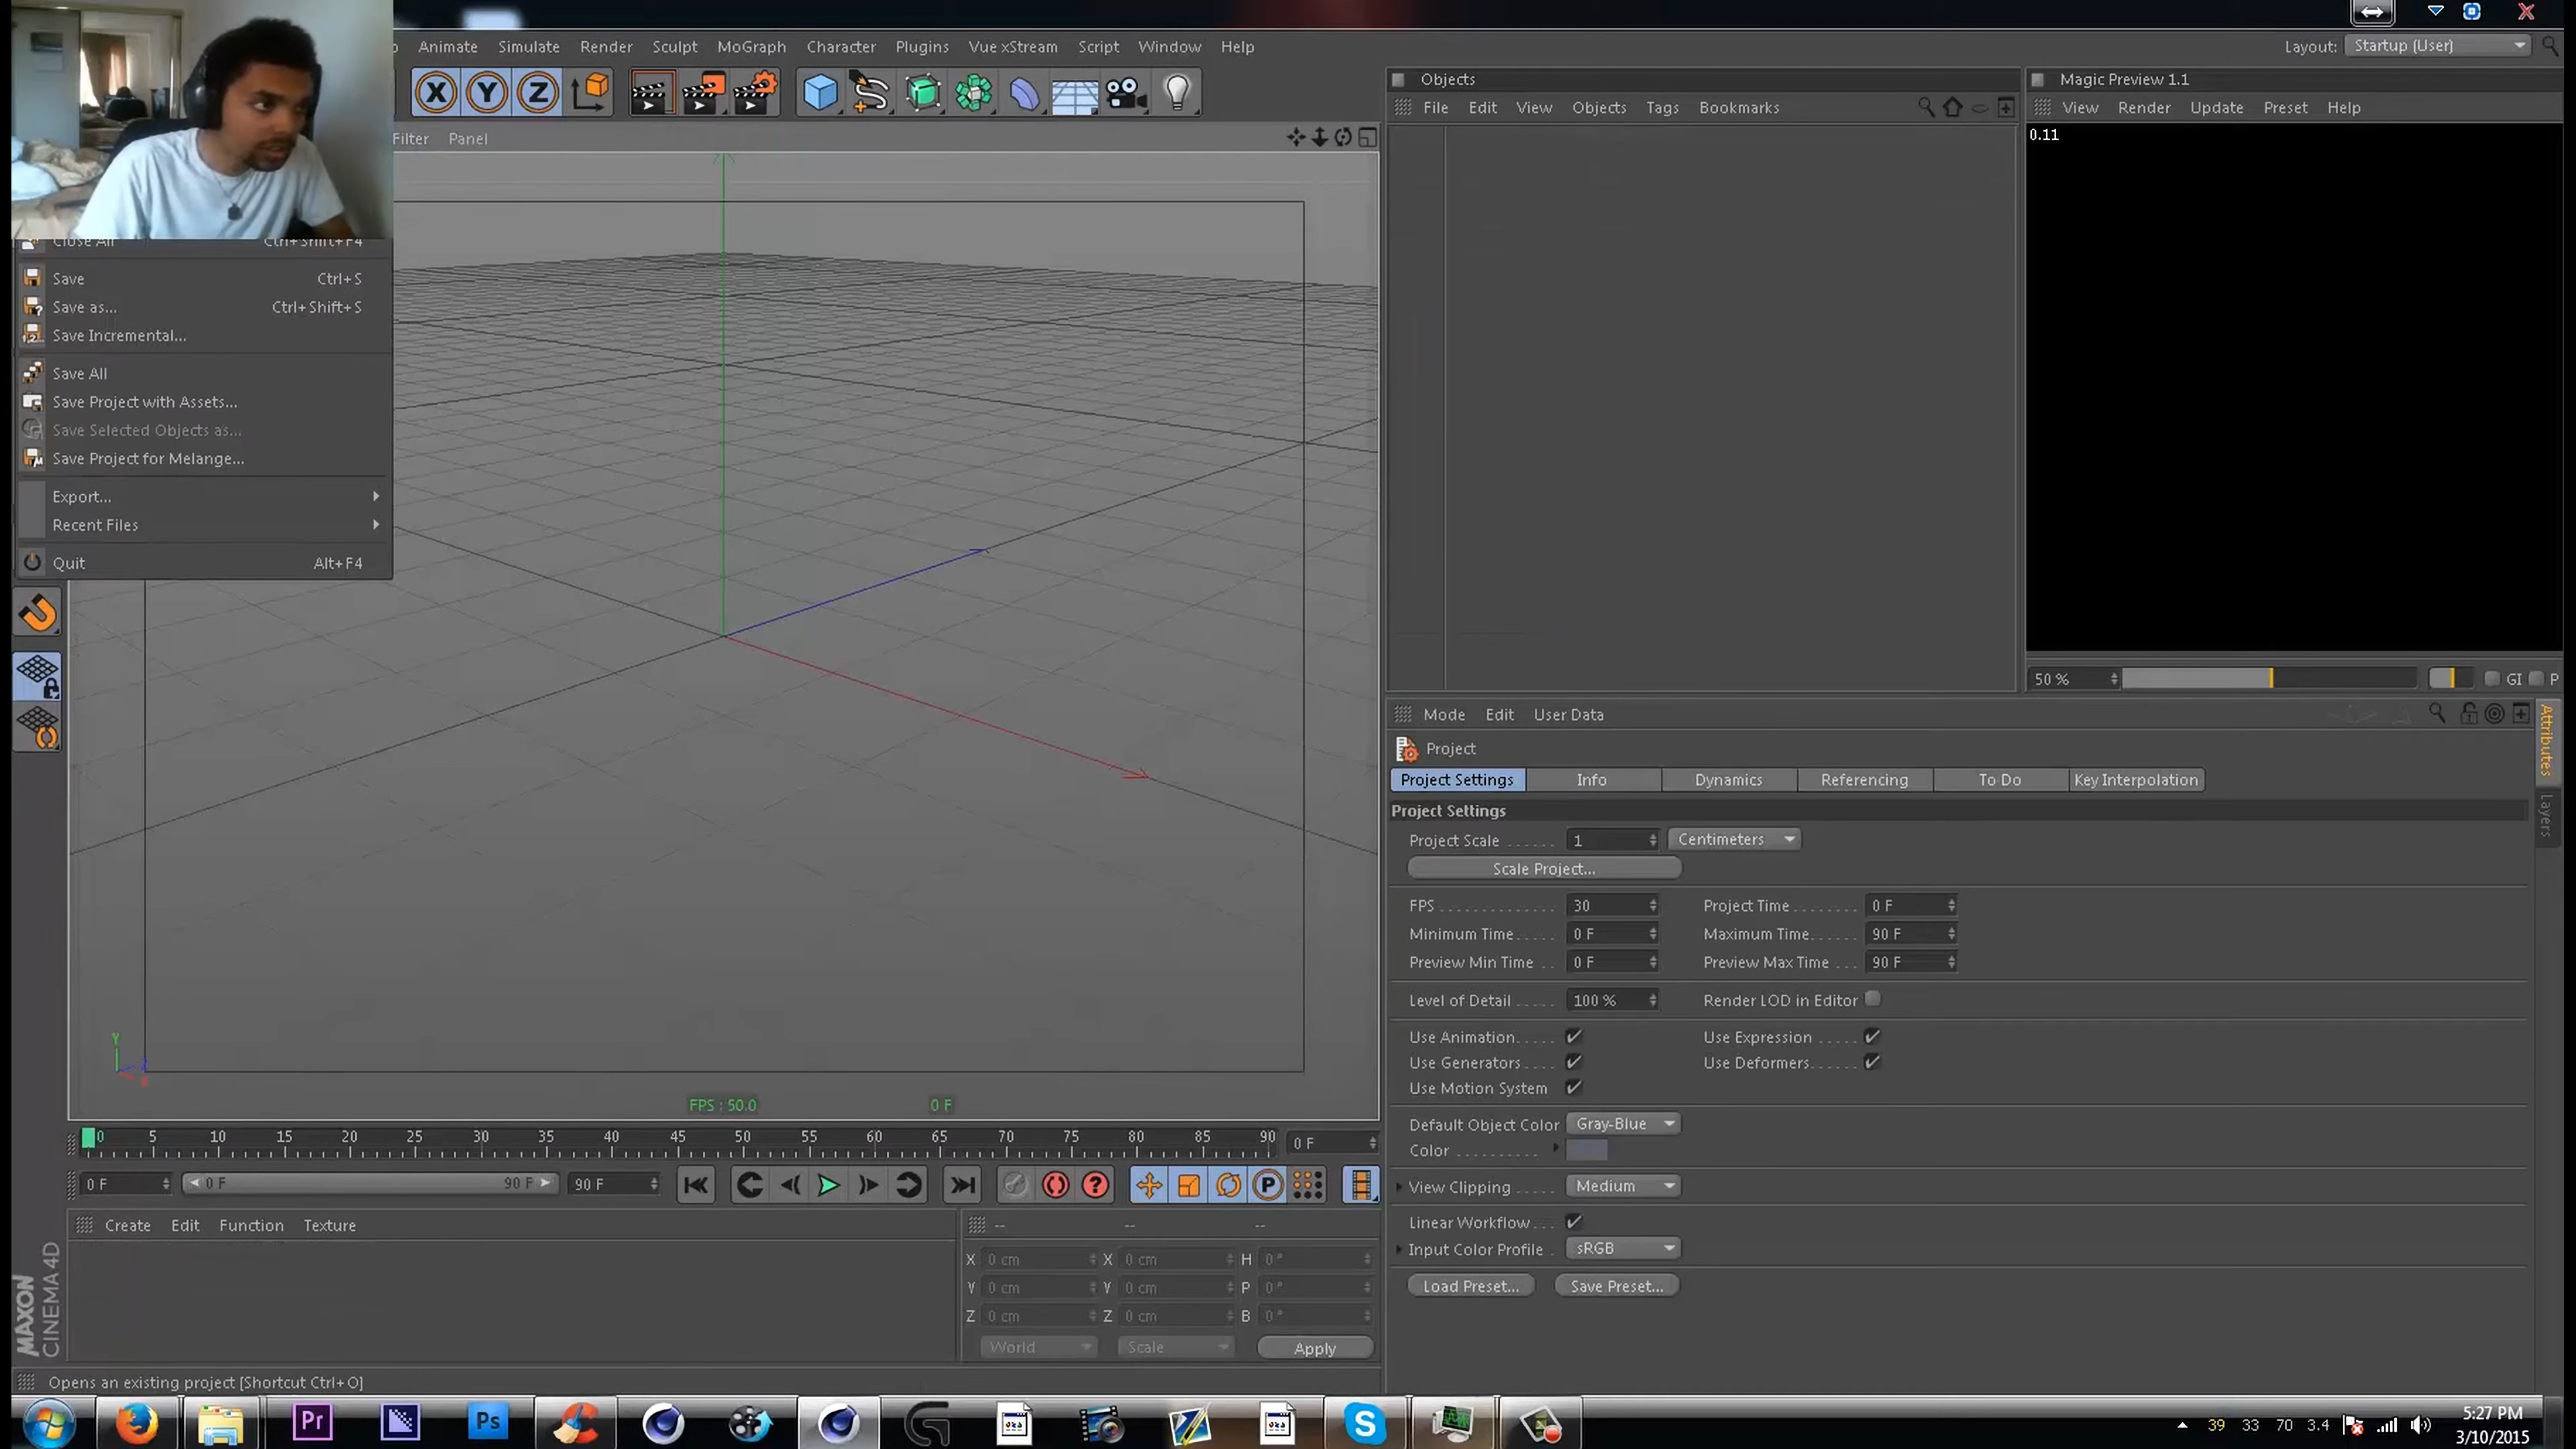 Animate Simulate Render Sculpt MoGraph Character Plugins Vue xStream Script Window Help
Layout: Startup (User)
X Y Z
Filter Panel
Close All Ctrl+Shift+F4
Save Ctrl+S
Save as... Ctrl+Shift+S
Save Incremental...
Save All
Save Project with Assets...
Save Selected Objects as...
Save Project for Melange...
Export...
Recent Files
Quit Alt+F4
Objects
File Edit View Objects Tags Bookmarks
Magic Preview 1.1
View Render Update Preset Help
0.11
50 % GI P
Mode Edit User Data
Attributes
Layers
Project
Project Settings Info Dynamics Referencing To Do Key Interpolation
Project Settings
Project Scale 1 Centimeters
Scale Project...
FPS 30 Project Time 0 F
Minimum Time 0 F Maximum Time 90 F
Preview Min Time 0 F Preview Max Time 90 F
Level of Detail 100 % Render LOD in Editor
Use Animation Use Expression
Use Generators Use Deformers
Use Motion System
Default Object Color Gray-Blue
Color
View Clipping Medium
Linear Workflow
Input Color Profile sRGB
Load Preset... Save Preset...
Y
FPS : 50.0 0 F
0 5 10 15 20 25 30 35 40 45 50 55 60 65 70 75 80 85 90 0 F
0 F 0 F 90 F 90 F
P
Create Edit Function Texture
-- -- --
X 0 cm X 0 cm H 0 °
Y 0 cm Y 0 cm P 0 °
Z 0 cm Z 0 cm B 0 °
World Scale Apply
MAXON
CINEMA 4D
Opens an existing project [Shortcut Ctrl+O]
Pr Ps
39 33 70 3.4
5:27 PM
3/10/2015